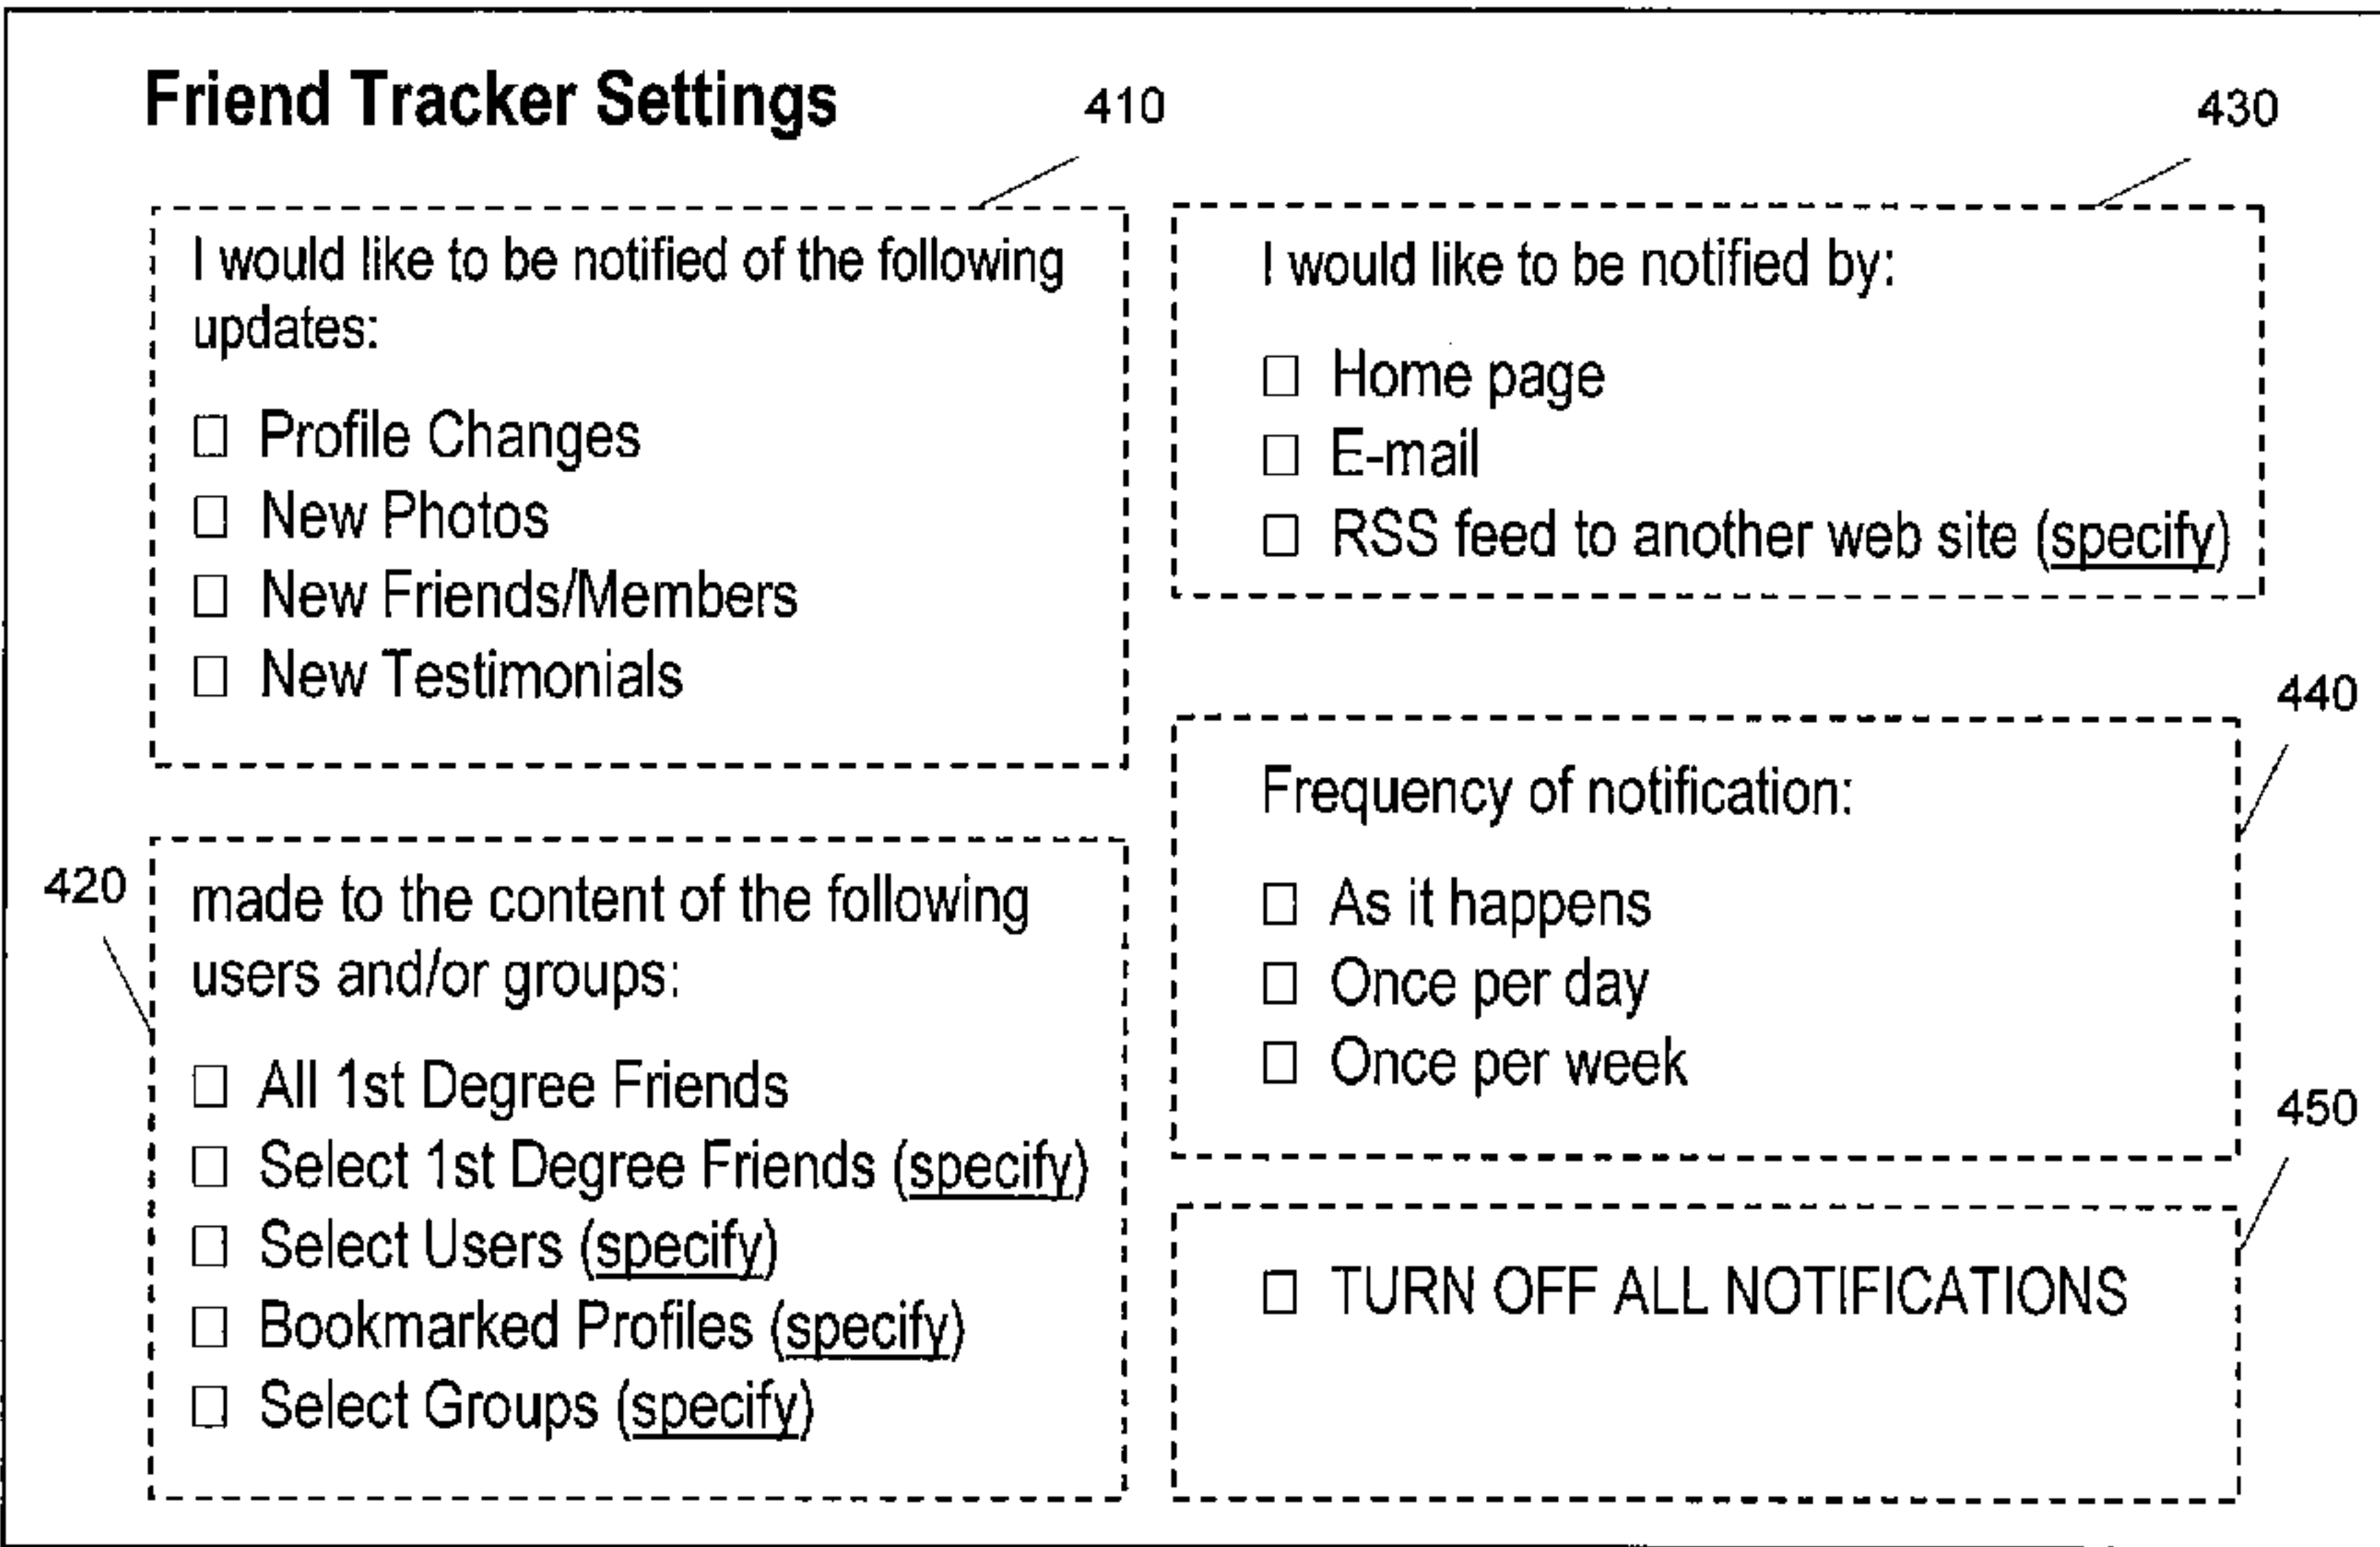 Friend Tracker Settings
410
I would like to be notified of the following
updates:
Profile Changes
New Photos
New Friends/Members
New Testimonials
420
made to the content of the following
users and/or groups:
All 1st Degree Friends
Select 1st Degree Friends (specify)
Select Users (specify)
Bookmarked Profiles (specify)
Select Groups (specify)
430
I would like to be notified by:
Home page
E-mail
RSS feed to another web site (specify)
440
Frequency of notification:
As it happens
Once per day
Once per week
450
TURN OFF ALL NOTIFICATIONS